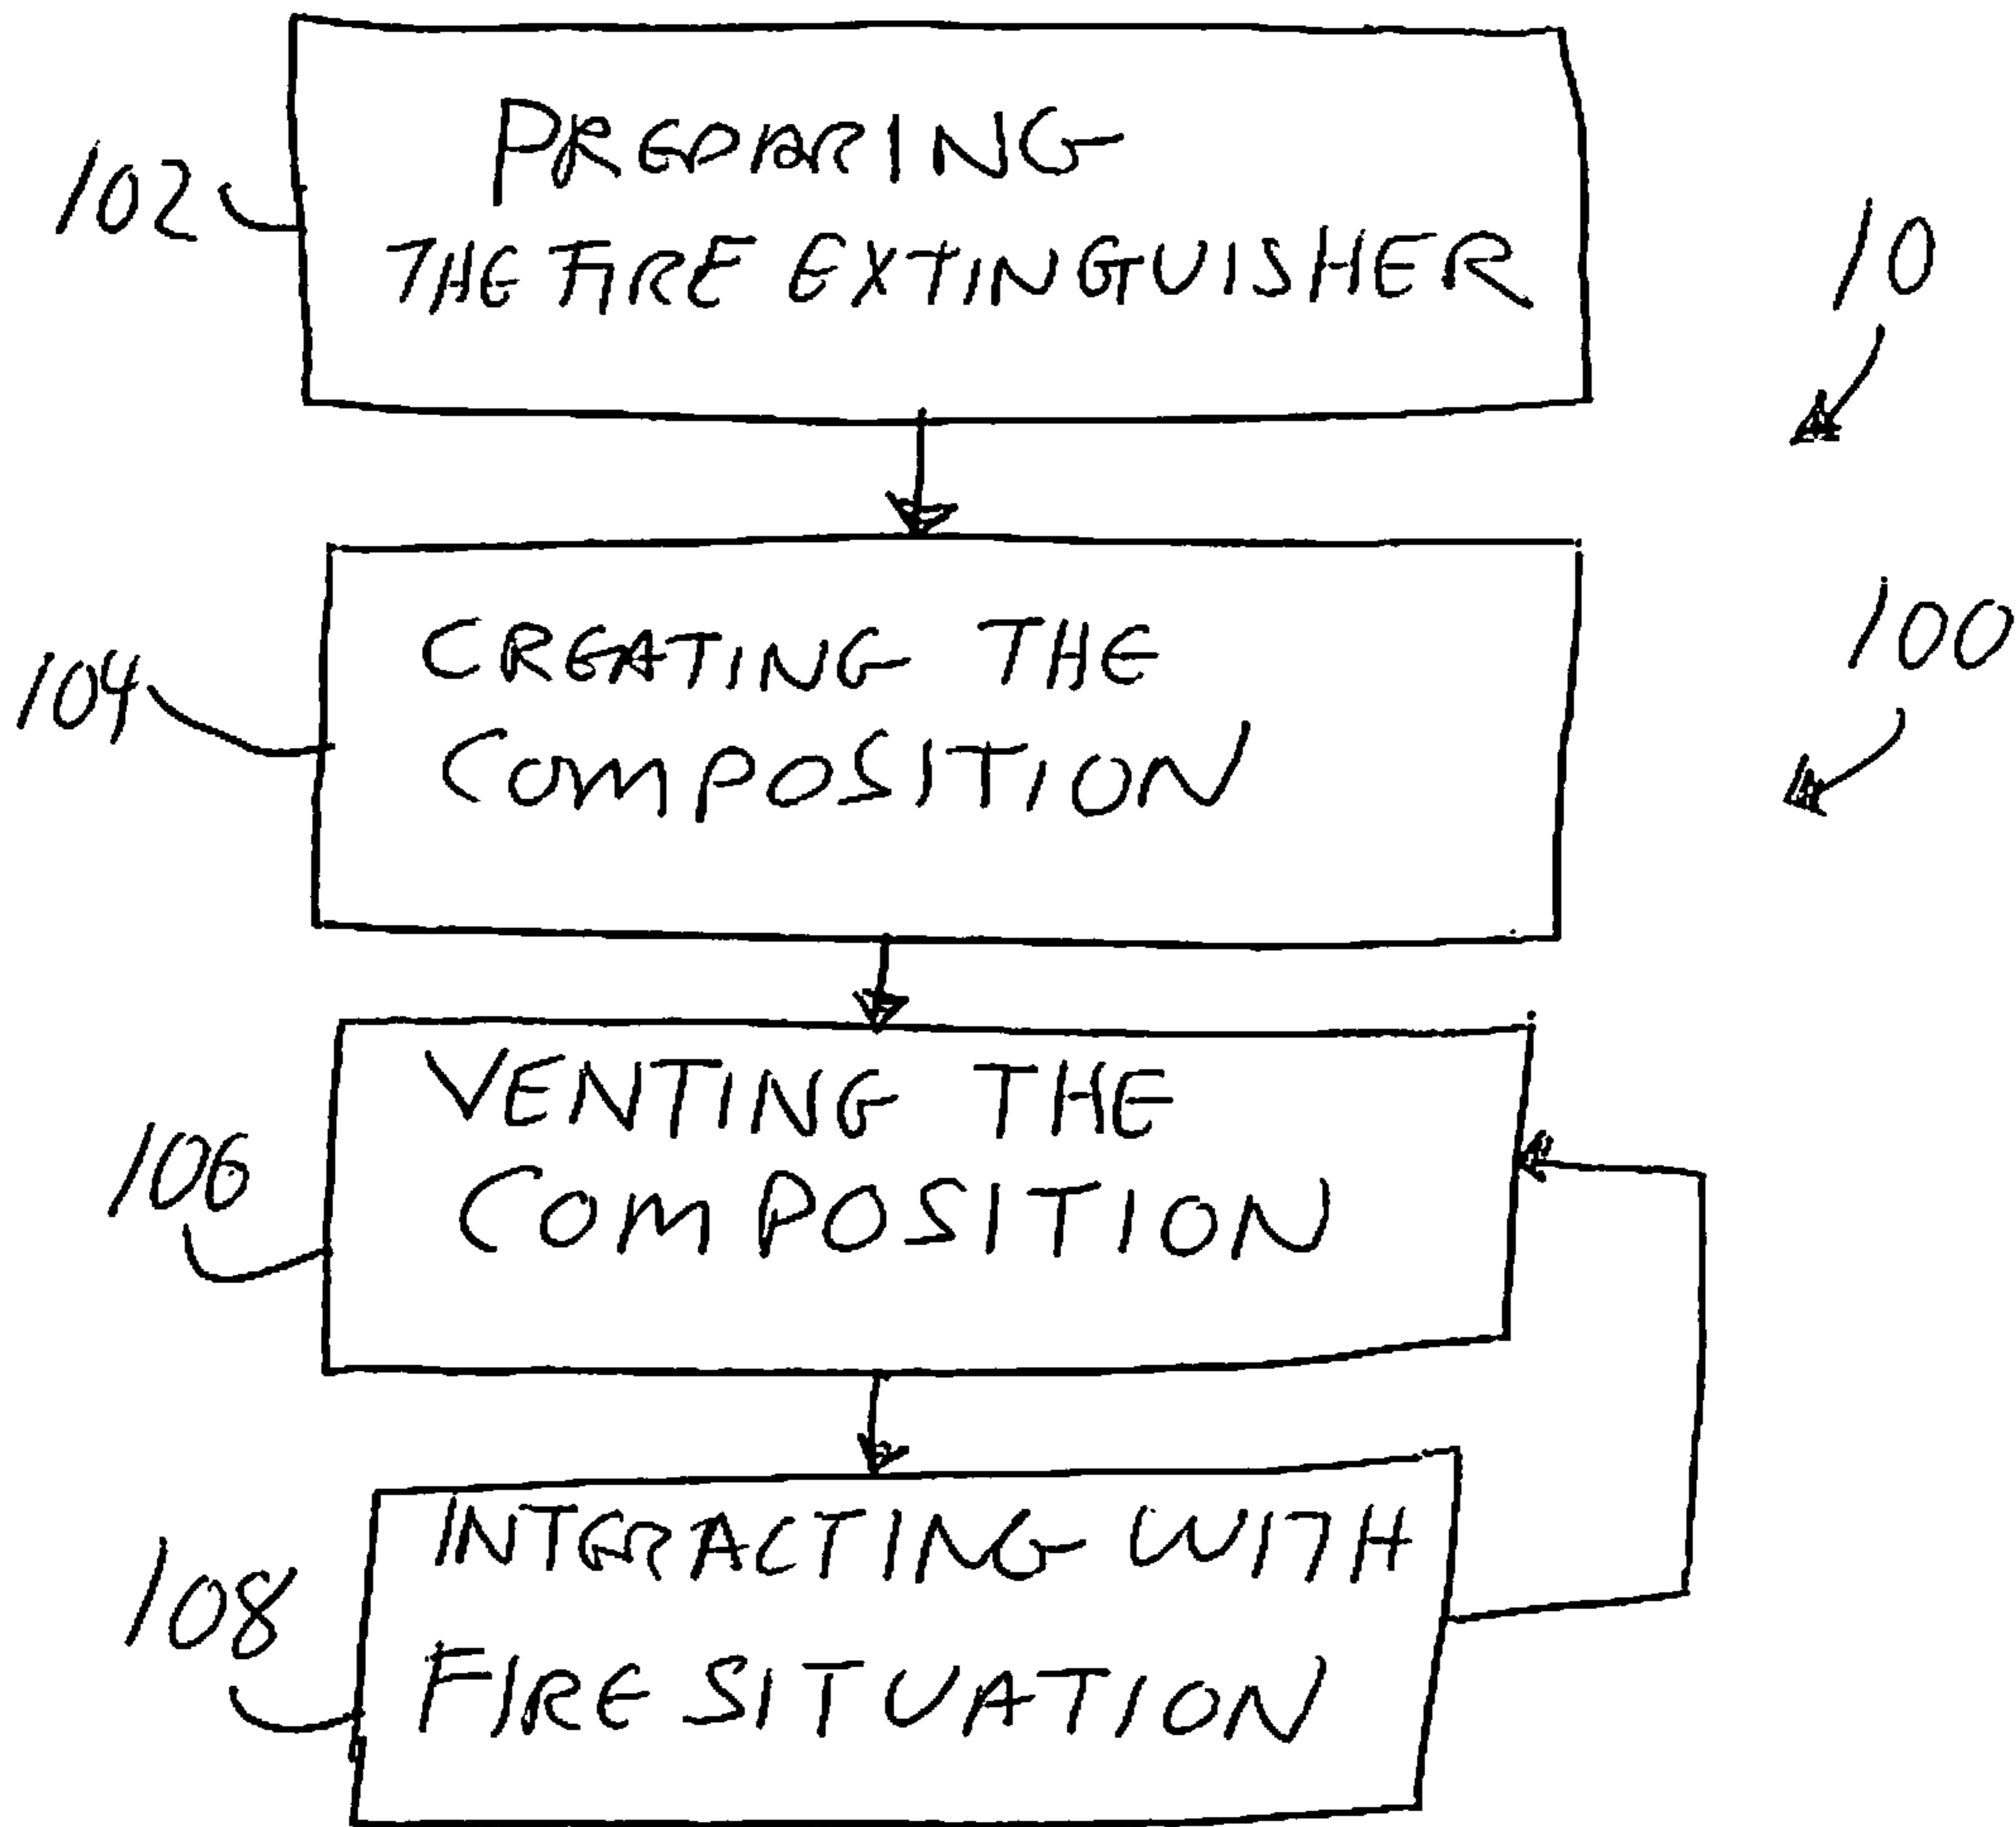 102
PREPARING
THE FIRE EXTINGUISHER
10
104
CREATING THE
COMPOSITION
100
106
VENTING THE
COMPOSITION
108
INTERACTING WITH
FIRE SITUATION